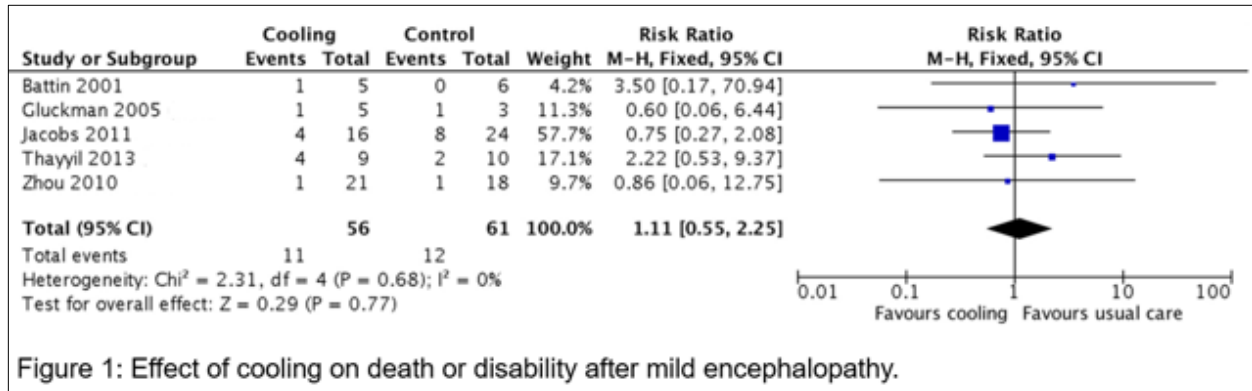 Cooling Control Risk Ratio Risk Ratio
Study or Subgroup Events Total Events Total Weight M-H, Fixed, 95% CI M-H, Fixed, 95% CI
Battin 2001 1 5 0 6 4.2% 3.50 [0.17, 70.94]
Gluckman 2005 1 5 1 3 11.3% 0.60 [0.06, 6.44]
Jacobs 2011 4 16 8 24 57.7% 0.75 [0.27, 2.08]
Thayyil 2013 4 9 2 10 17.1% 2.22 [0.53, 9.37]
Zhou 2010 1 21 1 18 9.7% 0.86 [0.06, 12.75]
Total (95% CI) 56 61 100.0% 1.11 [0.55, 2.25]
Total events 11 12
Heterogeneity: Chi² = 2.31, df = 4 (P = 0.68); I² = 0%
Test for overall effect: Z = 0.29 (P = 0.77)
0.01 0.1 1 10 100
Favours cooling Favours usual care
Figure 1: Effect of cooling on death or disability after mild encephalopathy.